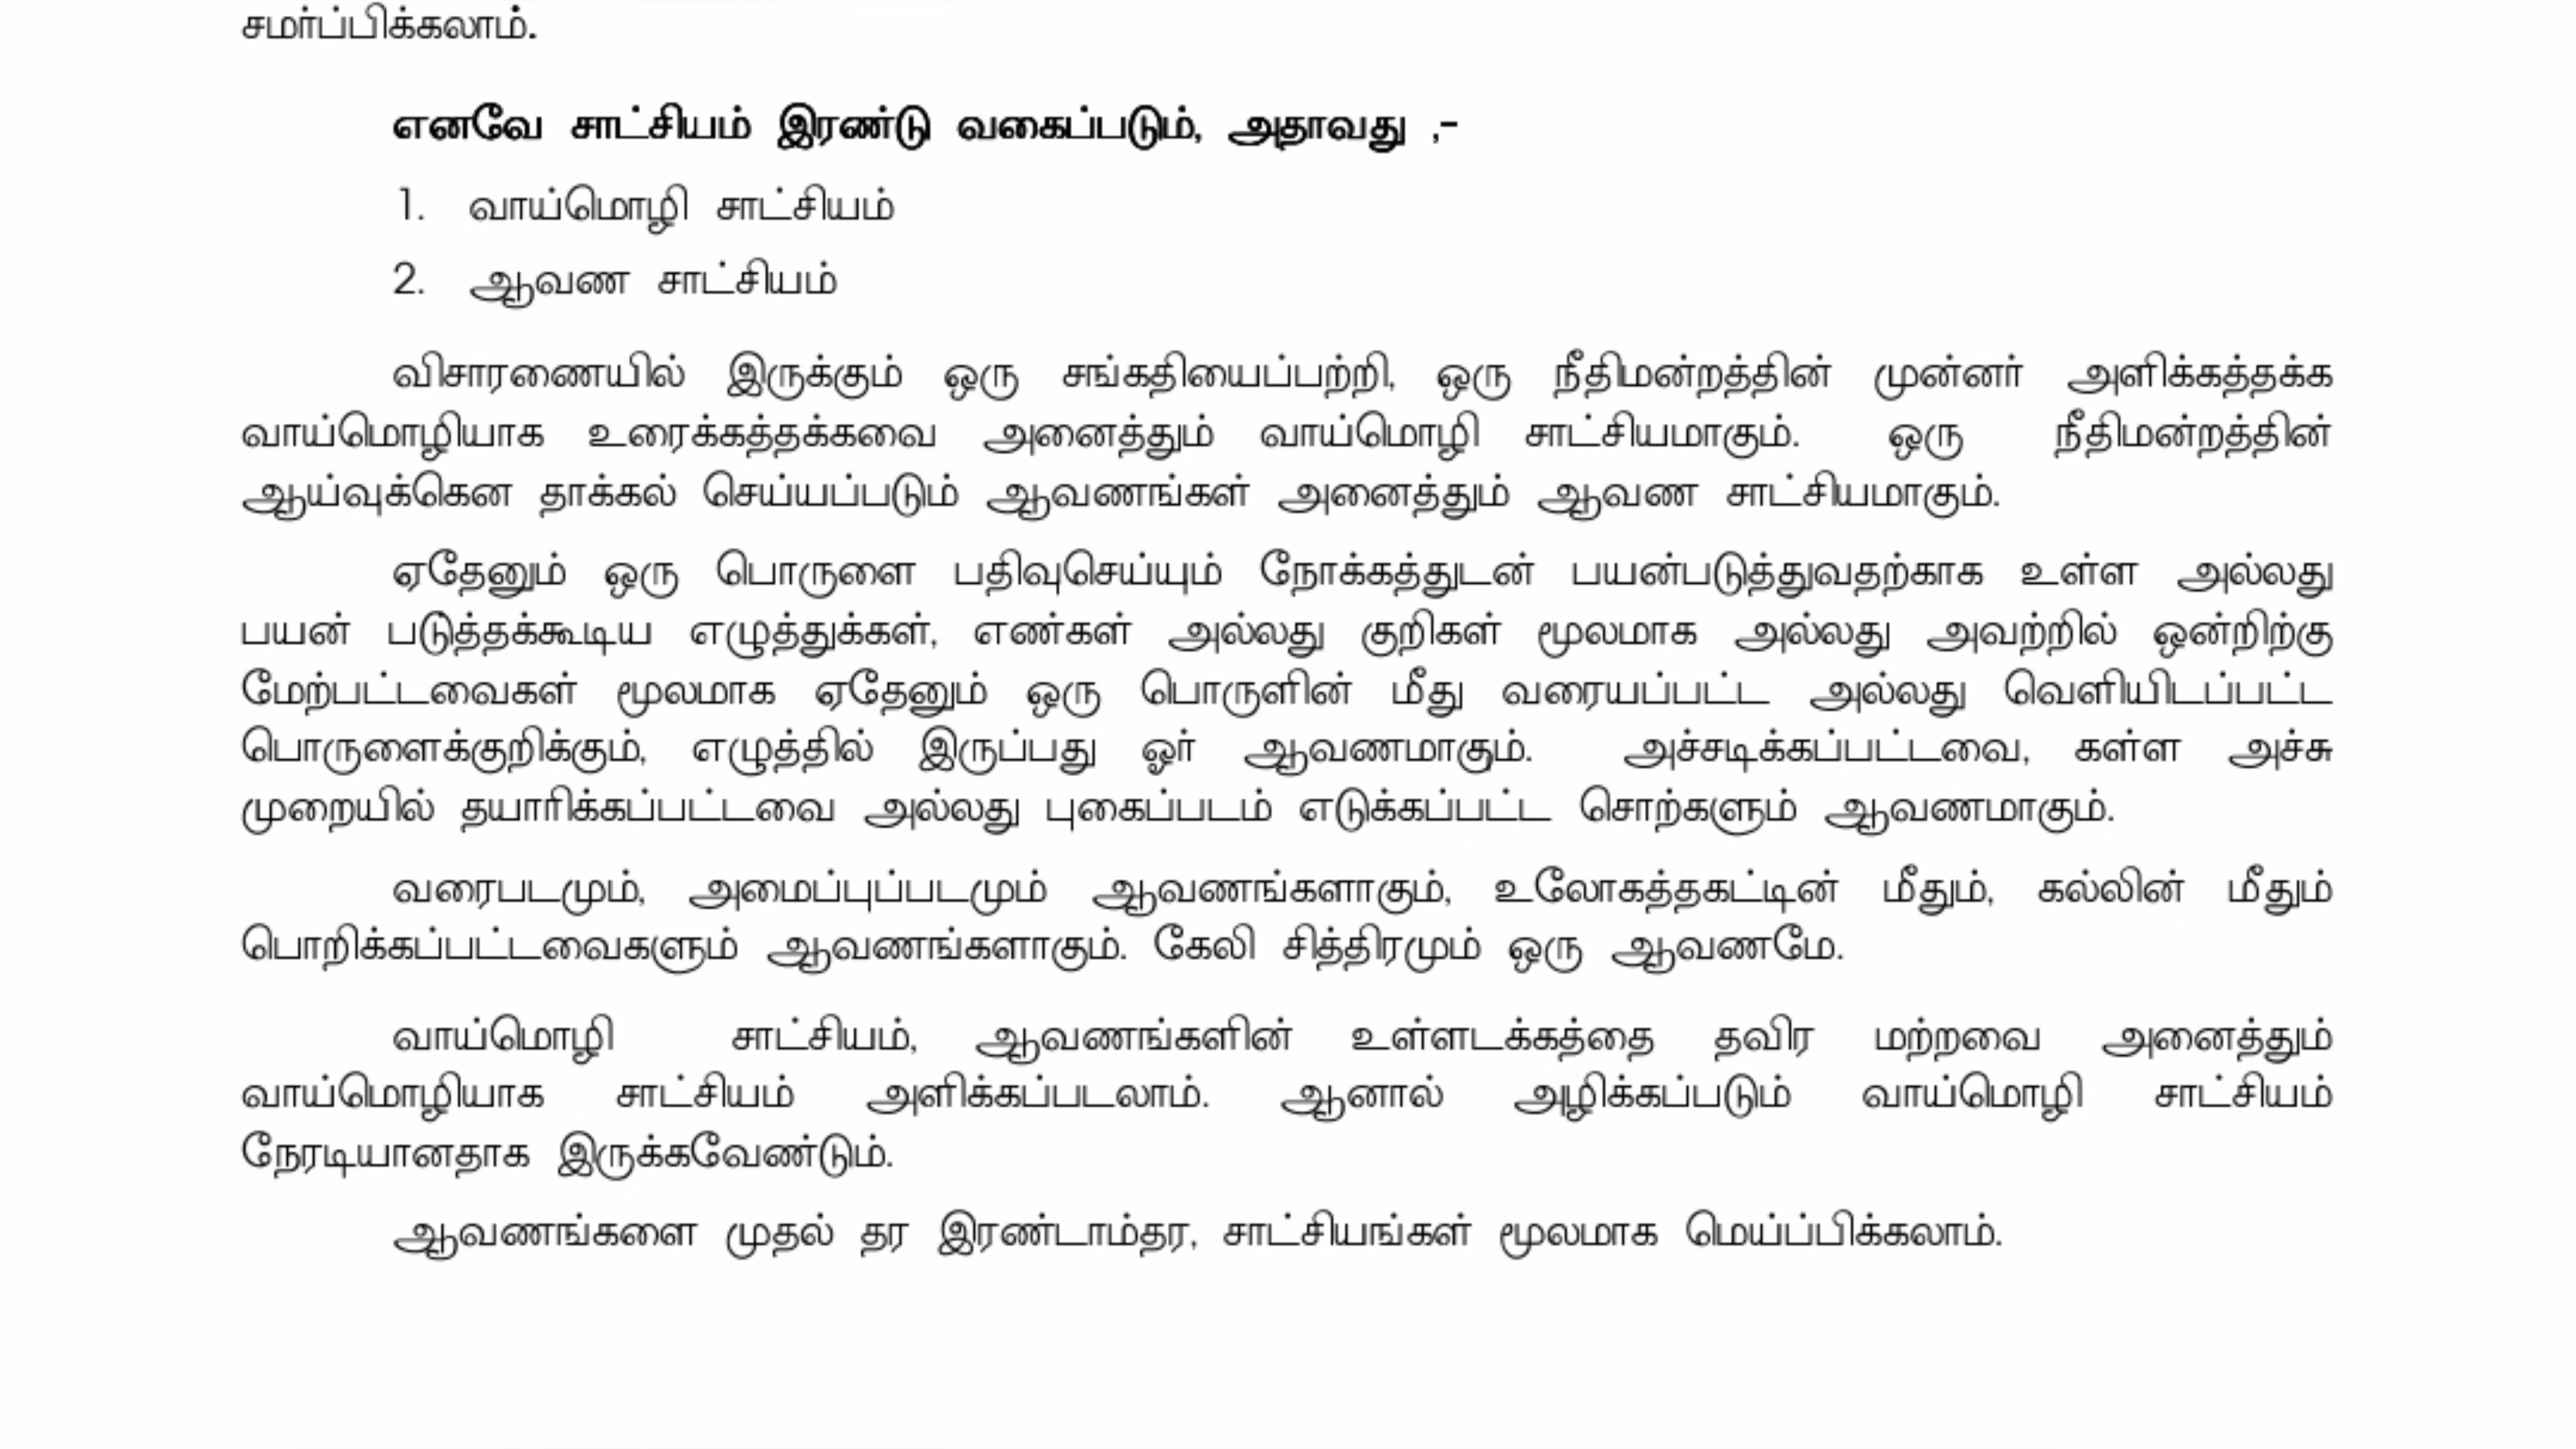 சமர்ப்பிக்கலாம்.
எனவே சாட்சியம் இரண்டு வகைப்படும், அதாவது ,-
1. வாய்மொழி சாட்சியம்
2. ஆவண சாட்சியம்
விசாரணையில் இருக்கும் ஒரு சங்கதியைப்பற்றி, ஒரு நீதிமன்றத்தின் முன்னர் அளிக்கத்தக்க
வாய்மொழியாக உரைக்கத்தக்கவை அனைத்தும் வாய்மொழி சாட்சியமாகும். ஒரு நீதிமன்றத்தின்
ஆய்வுக்கென தாக்கல் செய்யப்படும் ஆவணங்கள் அனைத்தும் ஆவண சாட்சியமாகும்.
ஏதேனும் ஒரு பொருளை பதிவுசெய்யும் நோக்கத்துடன் பயன்படுத்துவதற்காக உள்ள அல்லது
பயன் படுத்தக்கூடிய எழுத்துக்கள், எண்கள் அல்லது குறிகள் மூலமாக அல்லது அவற்றில் ஒன்றிற்கு
மேற்பட்டவைகள் மூலமாக ஏதேனும் ஒரு பொருளின் மீது வரையப்பட்ட அல்லது வெளியிடப்பட்ட
பொருளைக்குறிக்கும், எழுத்தில் இருப்பது ஓர் ஆவணமாகும். அச்சடிக்கப்பட்டவை, கள்ள அச்சு
முறையில் தயாரிக்கப்பட்டவை அல்லது புகைப்படம் எடுக்கப்பட்ட சொற்களும் ஆவணமாகும்.
வரைபடமும், அமைப்புப்படமும் ஆவணங்களாகும், உலோகத்தகட்டின் மீதும், கல்லின் மீதும்
பொறிக்கப்பட்டவைகளும் ஆவணங்களாகும். கேலி சித்திரமும் ஒரு ஆவணமே.
வாய்மொழி சாட்சியம், ஆவணங்களின் உள்ளடக்கத்தை தவிர மற்றவை அனைத்தும்
வாய்மொழியாக சாட்சியம் அளிக்கப்படலாம். ஆனால் அழிக்கப்படும் வாய்மொழி சாட்சியம்
நேரடியானதாக இருக்கவேண்டும்.
ஆவணங்களை முதல் தர இரண்டாம்தர, சாட்சியங்கள் மூலமாக மெய்ப்பிக்கலாம்.